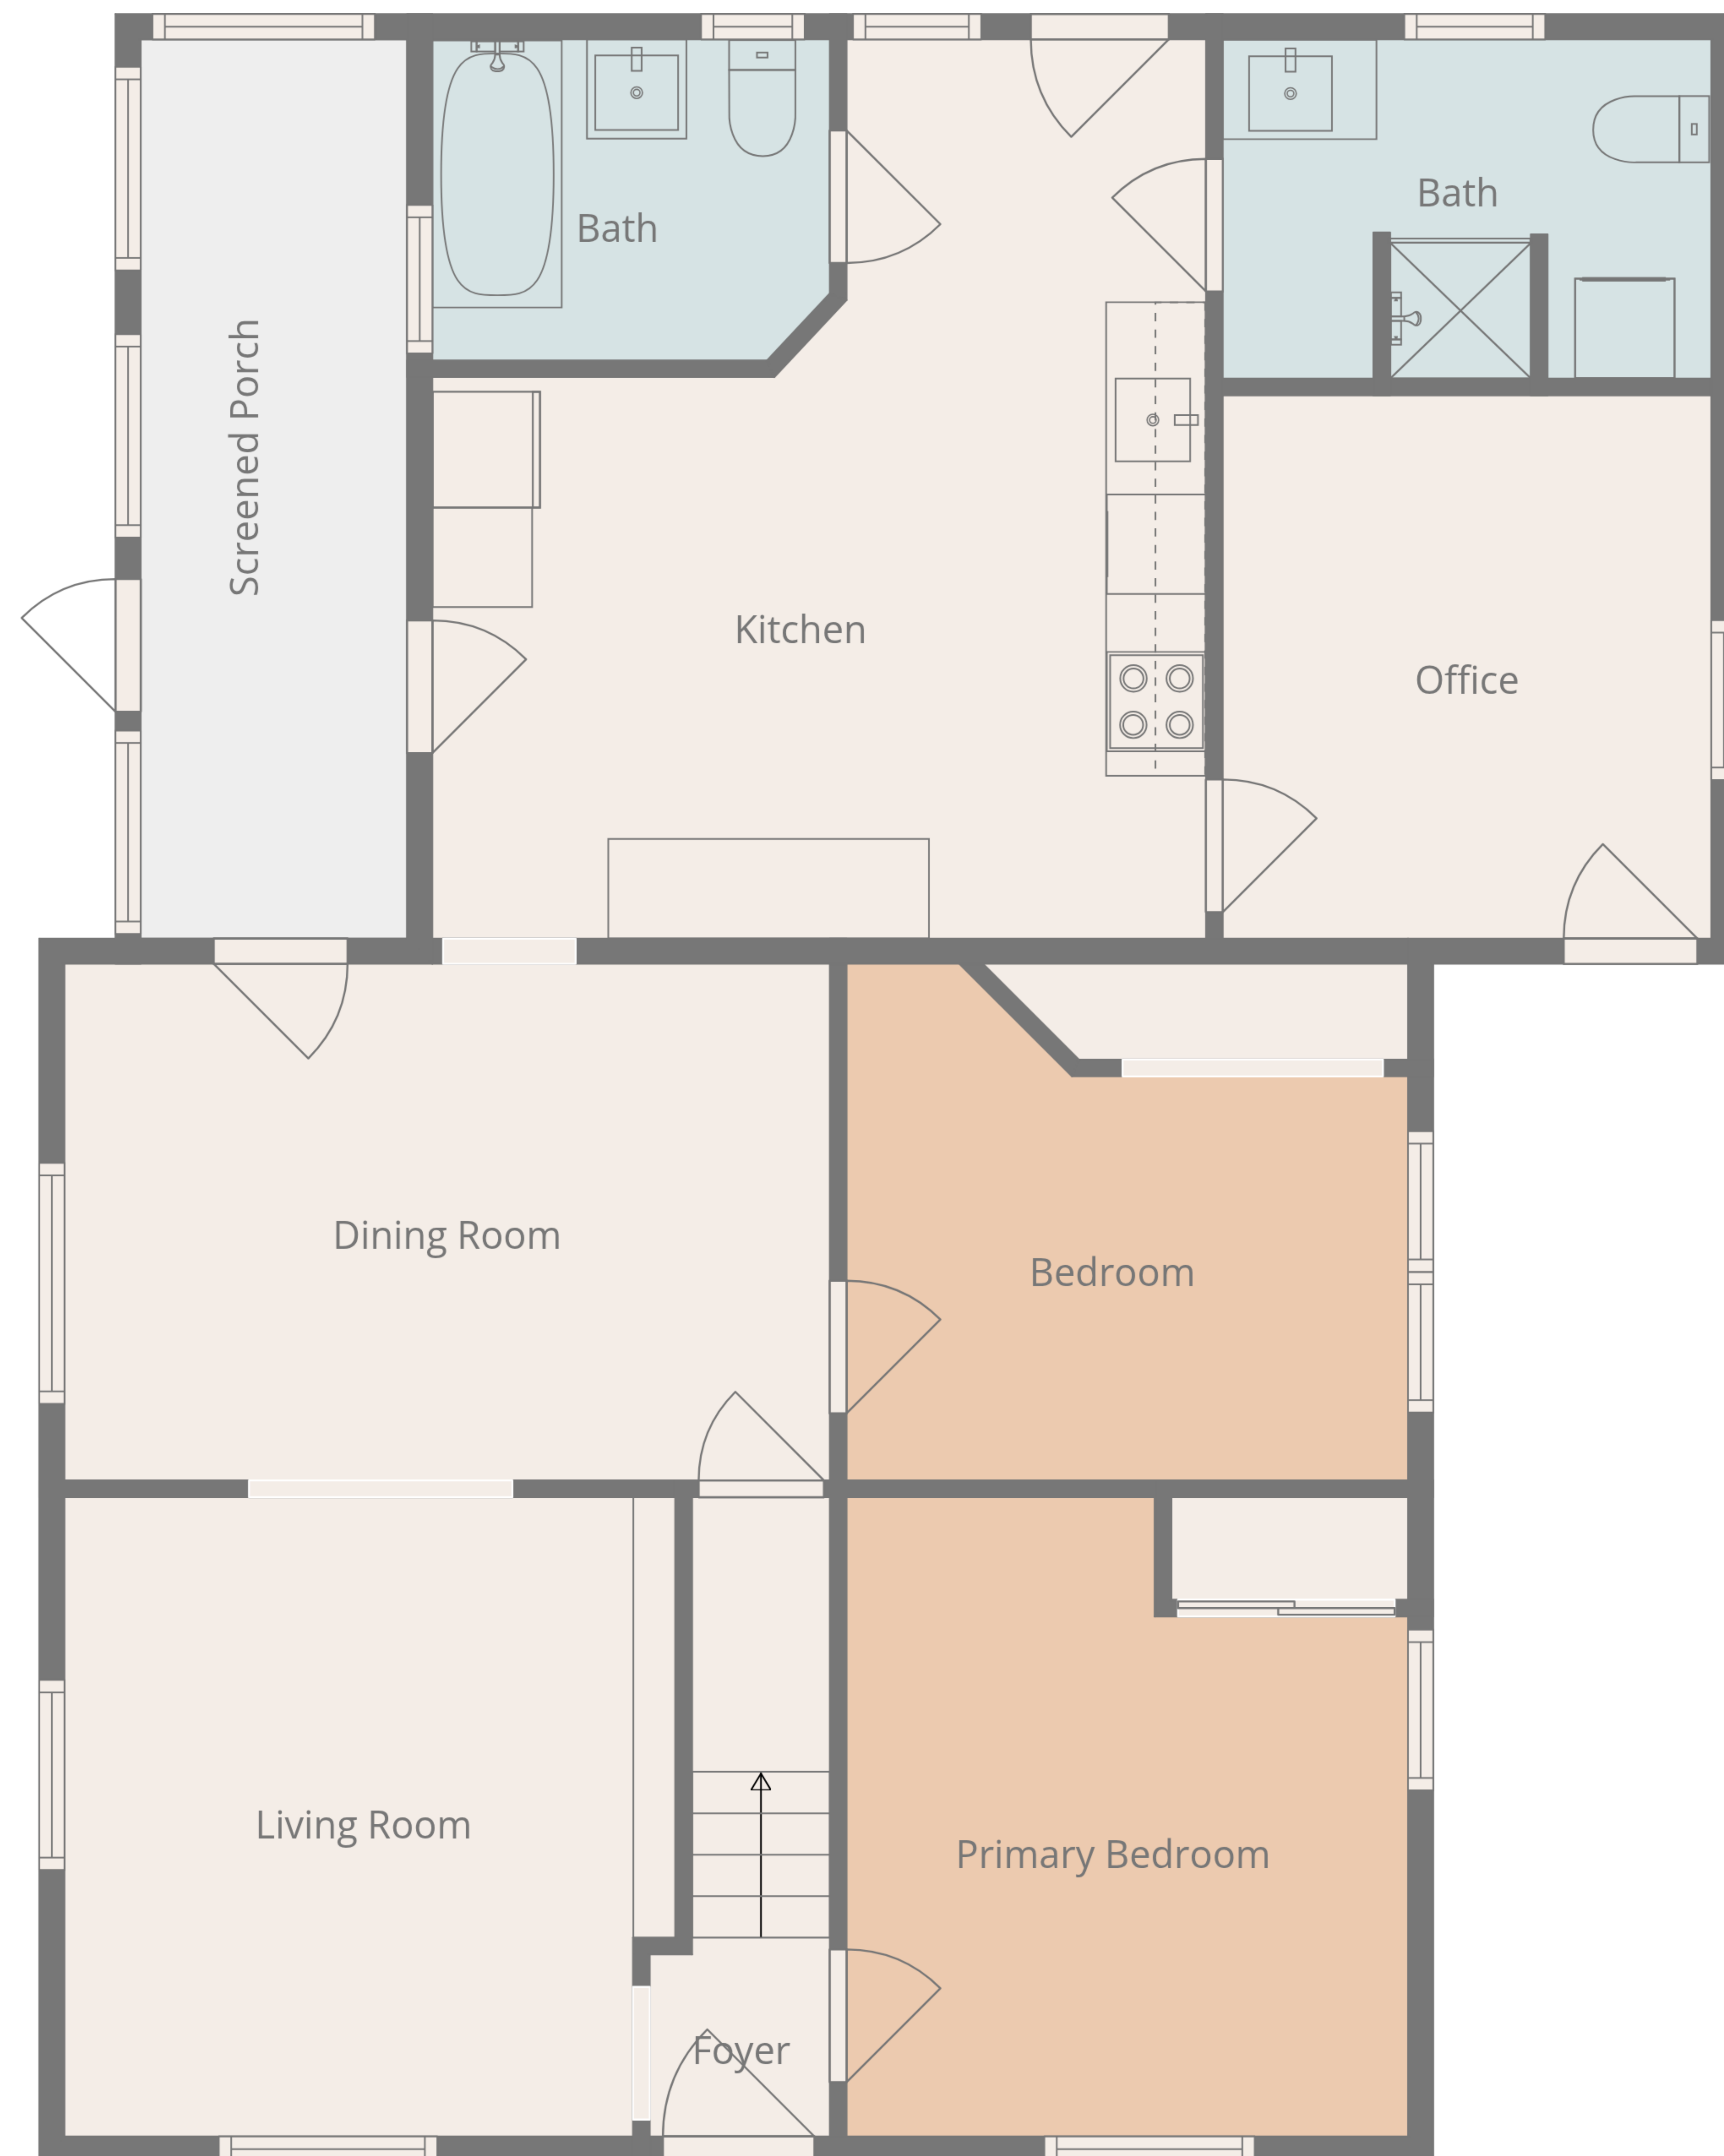 Bath
Bath
Screened Porch
Kitchen
Office
Dining Room
Bedroom
Living Room
Primary Bedroom
Foyer